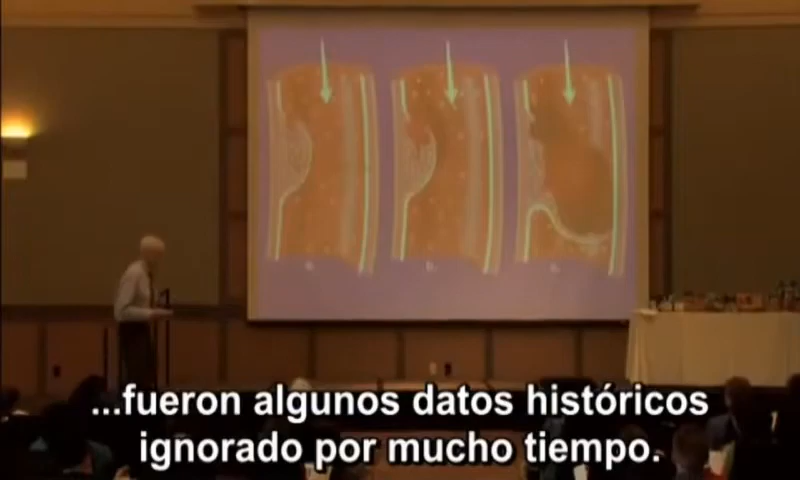 ...fueron algunos datos históricos
ignorado por mucho tiempo.